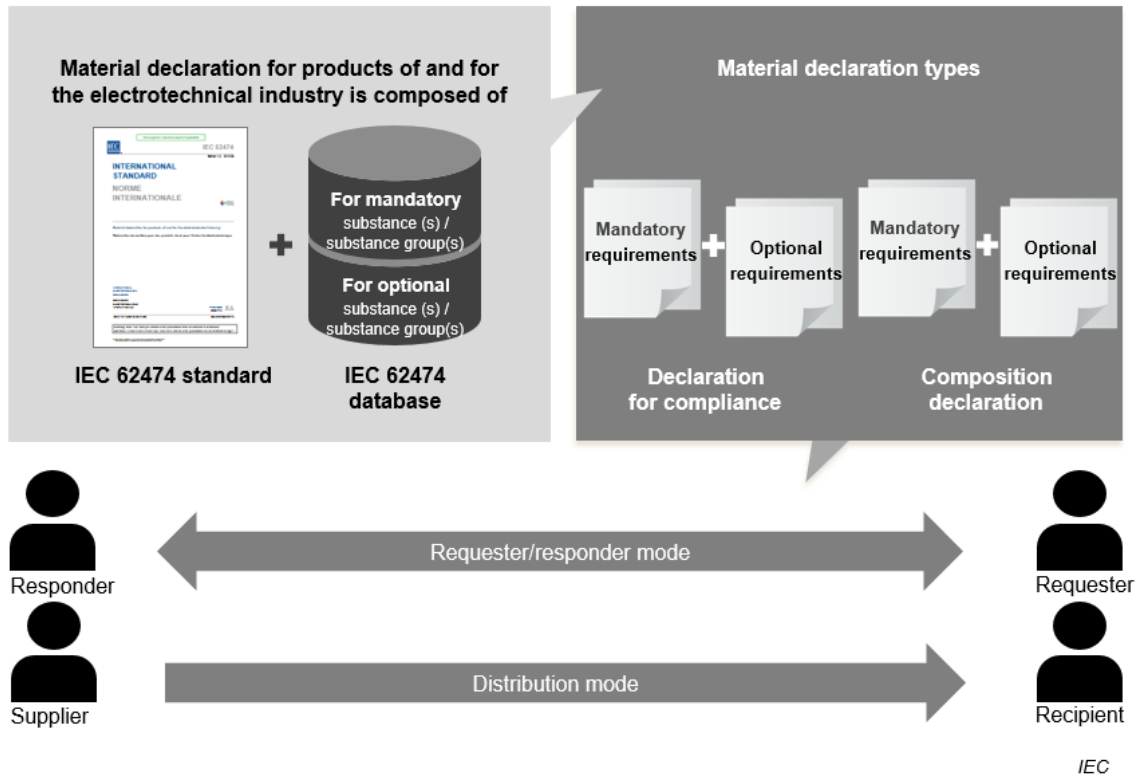 Material declaration for products of and for
the electrotechnical industry is composed of
IEC
IEC 62474
INTERNATIONAL
STANDARD
NORME
INTERNATIONALE
For mandatory
substance (s) /
substance group(s)
For optional
substance (s) /
substance group(s)
IEC 62474 standard
IEC 62474
database
Material declaration types
Mandatory
requirements
Optional
requirements
Mandatory
requirements
Optional
requirements
Declaration
for compliance
Composition
declaration
Requester/responder mode
Responder
Requester
Distribution mode
Supplier
Recipient
IEC